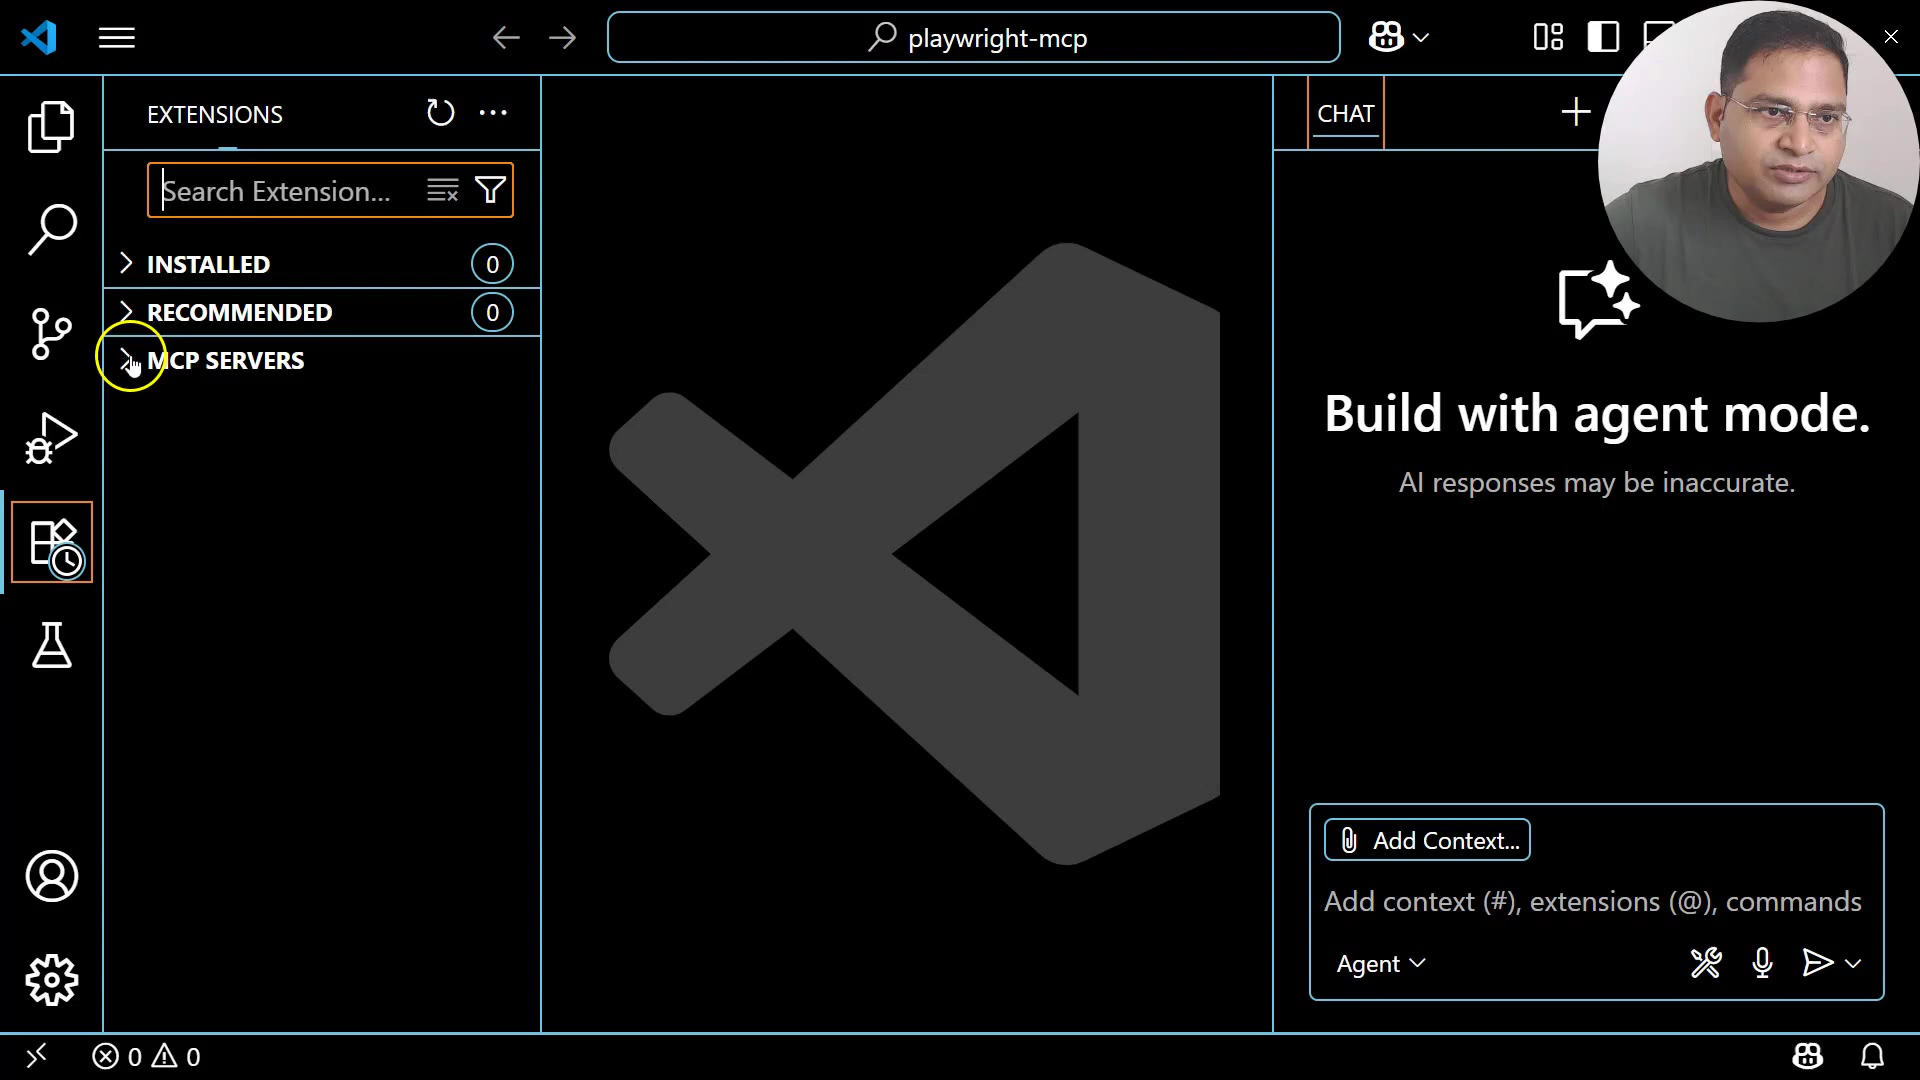 playwright-mcp
EXTENSIONS
Search Extension...
INSTALLED 0
RECOMMENDED 0
MCP SERVERS
CHAT
Build with agent mode.
AI responses may be inaccurate.
Add Context...
Add context (#), extensions (@), commands
Agent
0 0